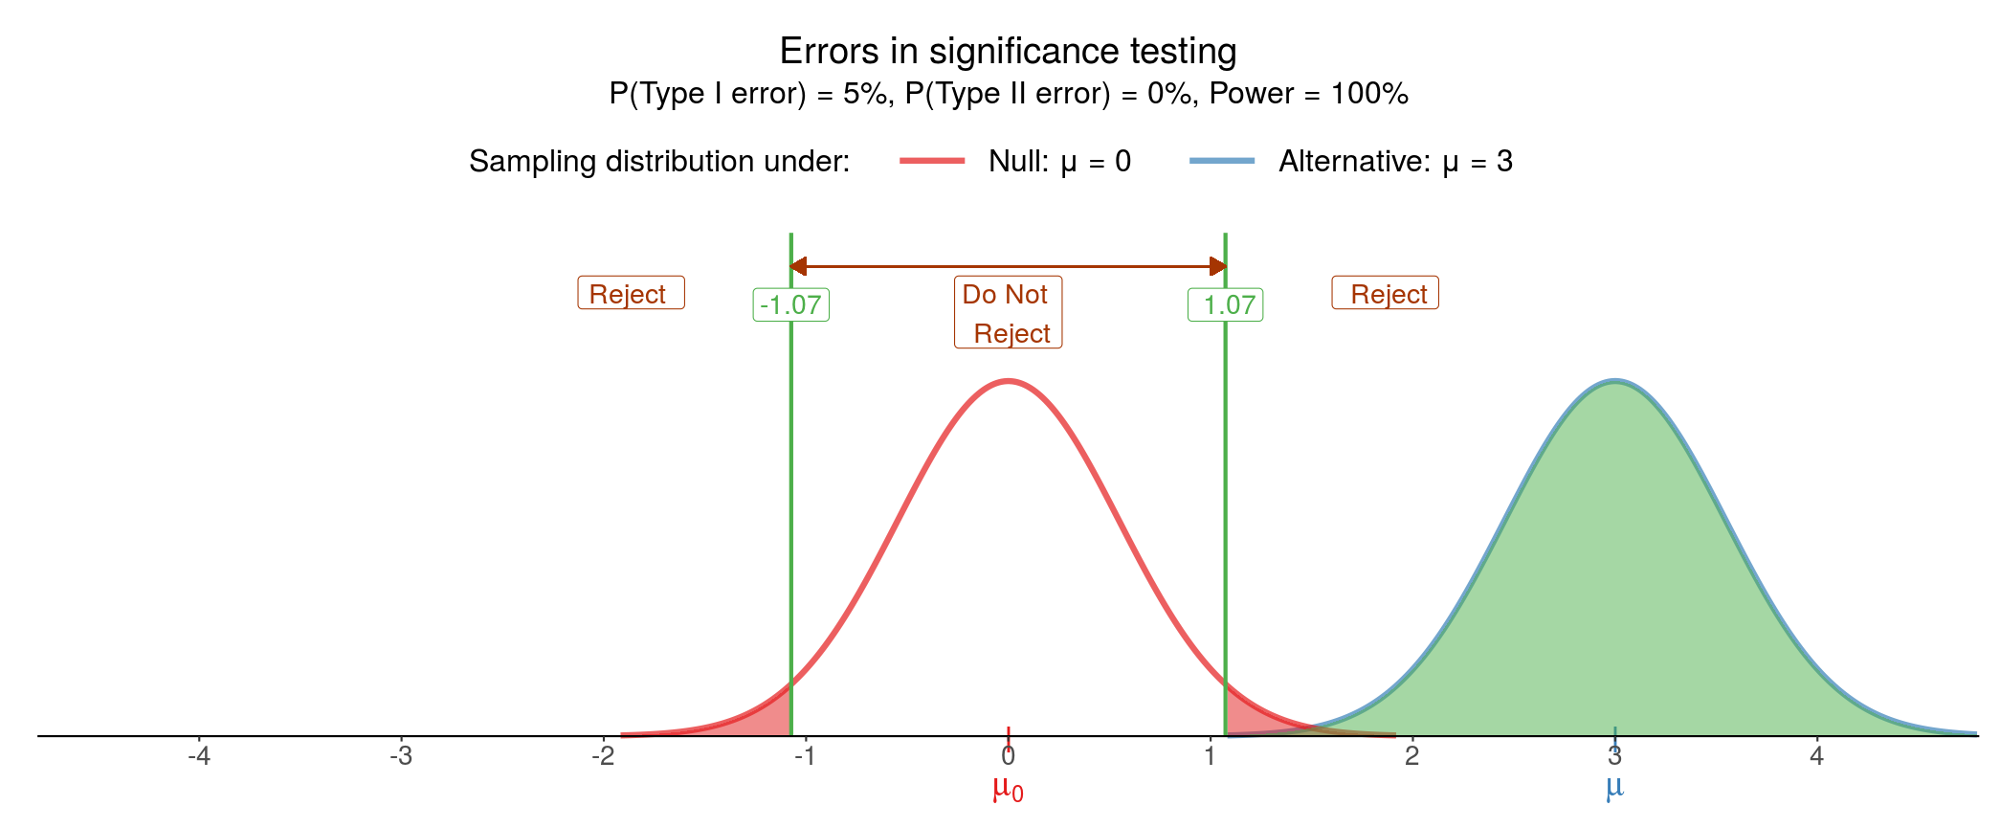 Errors in significance testing
P(Type I error) = 5%, P(Type II error) = 0%, Power = 100%
Sampling distribution under: Null: μ = 0 Alternative: μ = 3
Reject
-1.07
Do Not
Reject
1.07
Reject
-4 -3 -2 -1 0 1 2 3 4
μ0 μ